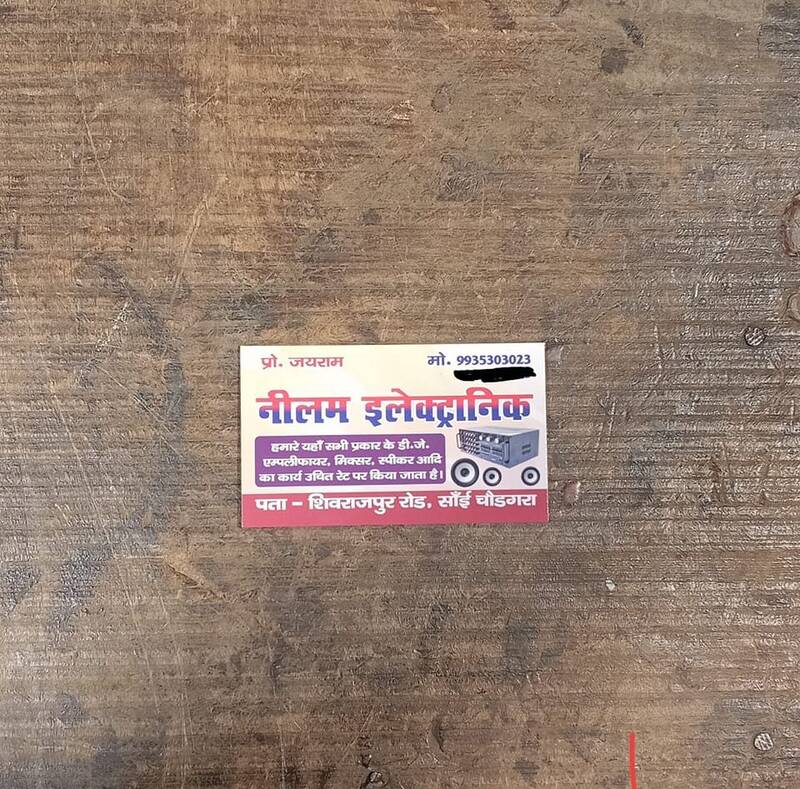 प्रो. जयराम मो. 9935303023
नीलम इलेक्ट्रानिक
हमारे यहाँ सभी प्रकार के डी.जे.
एम्पलीफायर, मिक्सर, स्पीकर आदि
का कार्य उचित रेट पर किया जाता है।
पता – शिवराजपुर रोड, साँई चौडगरा